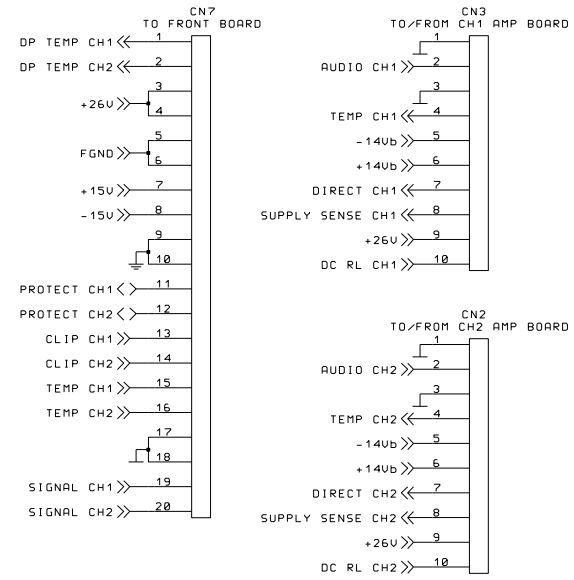 CN7
TO FRONT BOARD
DP TEMP CH1 1
DP TEMP CH2 2
3
+26V
4
5
FGND
6
+15V 7
-15V 8
9
10
PROTECT CH1 11
PROTECT CH2 12
CLIP CH1 13
CLIP CH2 14
TEMP CH1 15
TEMP CH2 16
17
18
SIGNAL CH1 19
SIGNAL CH2 20
CN3
TO/FROM CH1 AMP BOARD
1
AUDIO CH1 2
3
TEMP CH1 4
-14Vb 5
+14Vb 6
DIRECT CH1 7
SUPPLY SENSE CH1 8
+26V 9
DC RL CH1 10
CN2
TO/FROM CH2 AMP BOARD
1
AUDIO CH2 2
3
TEMP CH2 4
-14Vb 5
+14Vb 6
DIRECT CH2 7
SUPPLY SENSE CH2 8
+26V 9
DC RL CH2 10